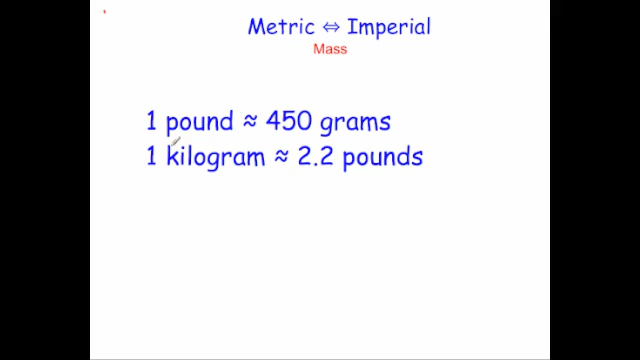 Metric ⇔ Imperial
Mass
1 pound ≈ 450 grams
1 kilogram ≈ 2.2 pounds